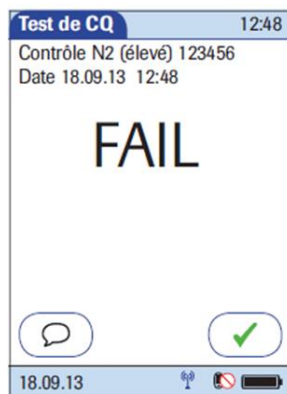 Test de CQ 12:48
Contrôle N2 (élevé) 123456
Date 18.09.13 12:48
FAIL
18.09.13